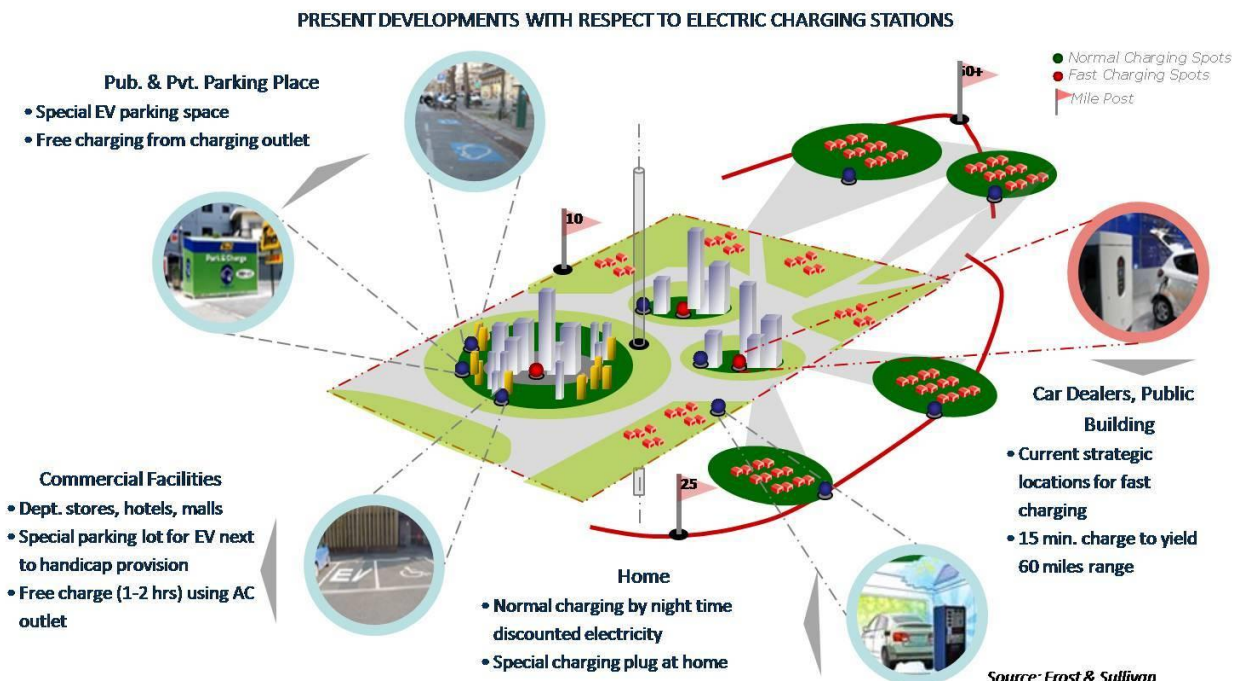 PRESENT DEVELOPMENTS WITH RESPECT TO ELECTRIC CHARGING STATIONS
Pub. & Pvt. Parking Place
• Special EV parking space
• Free charging from charging outlet
60+
Normal Charging Spots
Fast Charging Spots
Mile Post
Park & Charge
10
25
Car Dealers, Public
Building
• Current strategic
locations for fast
charging
• 15 min. charge to yield
60 miles range
Commercial Facilities
• Dept. stores, hotels, malls
• Special parking lot for EV next
to handicap provision
• Free charge (1-2 hrs) using AC
outlet
EV
Home
• Normal charging by night time
discounted electricity
• Special charging plug at home
Source: Frost & Sullivan